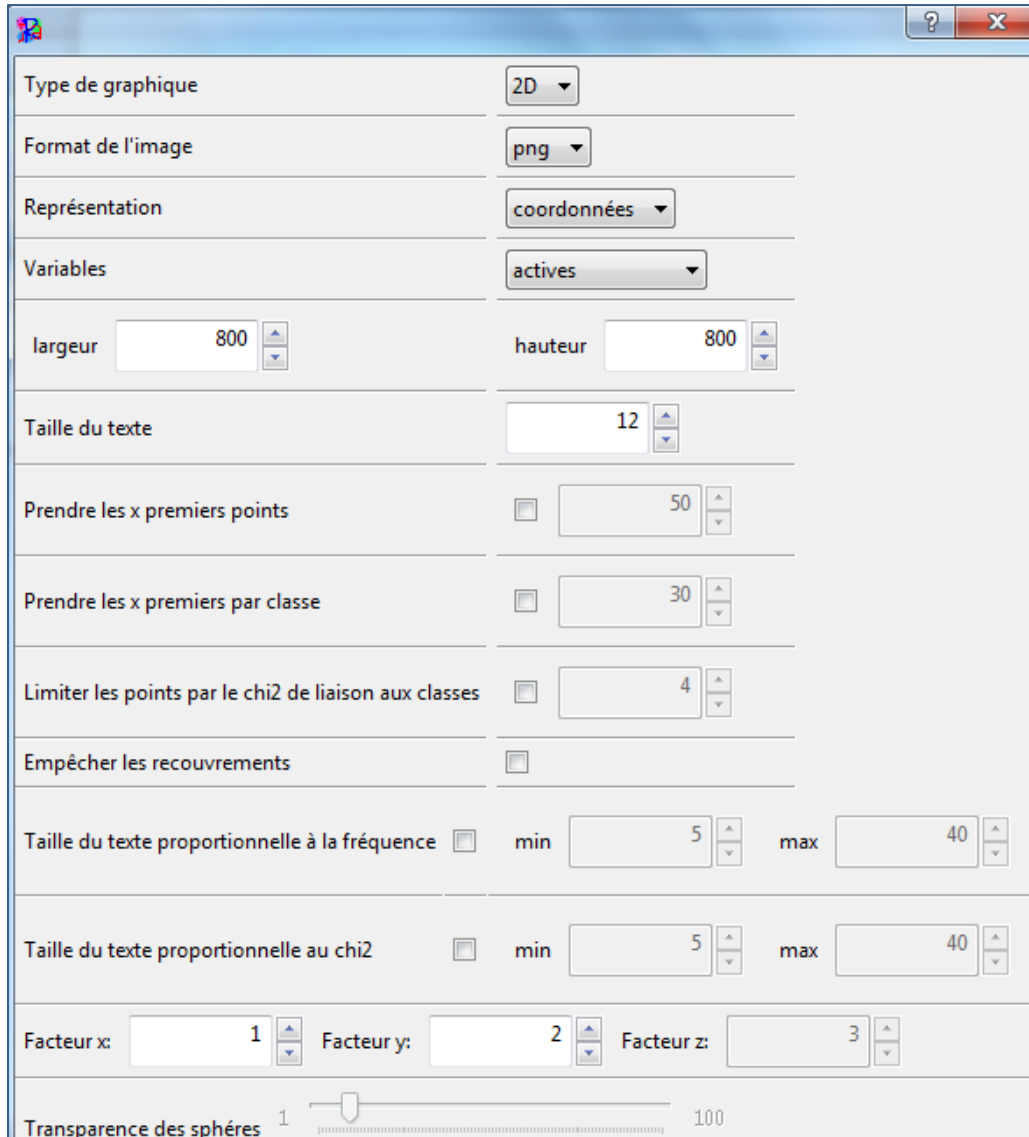 Type de graphique 2D
Format de l'image png
Représentation coordonnées
Variables actives
largeur 800 hauteur 800
Taille du texte 12
Prendre les x premiers points 50
Prendre les x premiers par classe 30
Limiter les points par le chi2 de liaison aux classes 4
Empêcher les recouvrements
Taille du texte proportionnelle à la fréquence min 5 max 40
Taille du texte proportionnelle au chi2 min 5 max 40
Facteur x: 1 Facteur y: 2 Facteur z: 3
Transparence des sphéres 1 100